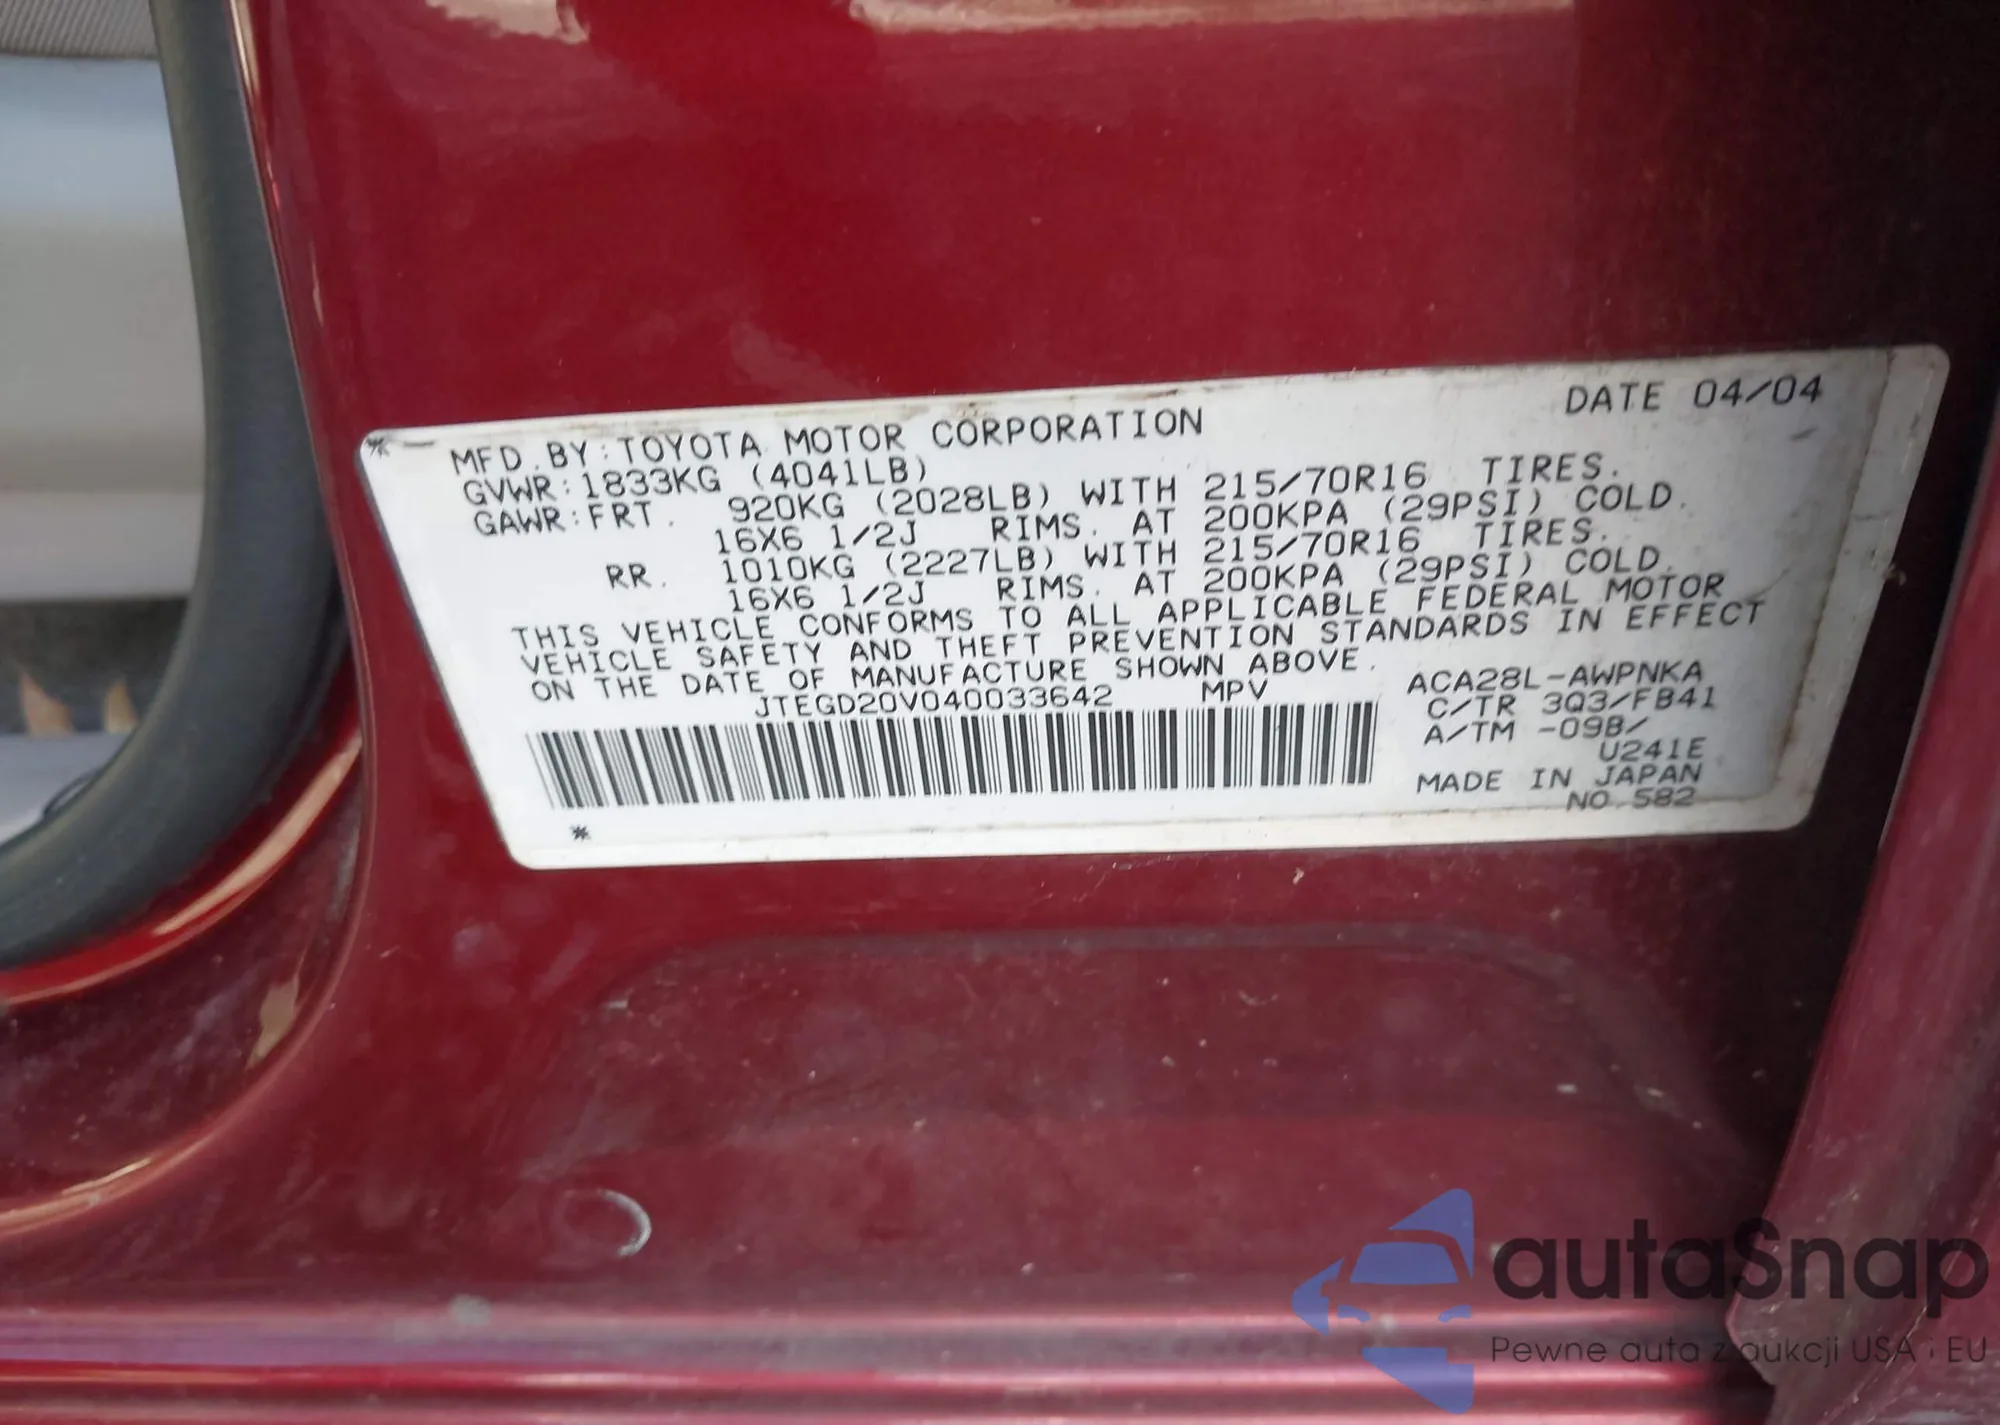 DATE 04/04
MFD.BY:TOYOTA MOTOR CORPORATION
GVWR:1833KG (4041LB)
GAWR:FRT. 920KG (2028LB) WITH 215/70R16 TIRES.
16X6 1/2J RIMS. AT 200KPA (29PSI) COLD.
RR. 1010KG (2227LB) WITH 215/70R16 TIRES.
16X6 1/2J RIMS. AT 200KPA (29PSI) COLD.
THIS VEHICLE CONFORMS TO ALL APPLICABLE FEDERAL MOTOR
VEHICLE SAFETY AND THEFT PREVENTION STANDARDS IN EFFECT
ON THE DATE OF MANUFACTURE SHOWN ABOVE.
JTEGD20V040033642 MPV
ACA28L-AWPNKA
C/TR 3Q3/FB41
A/TM -09B/
U241E
MADE IN JAPAN
NO.582
autaSnap
Pewne auta z aukcji USA i EU